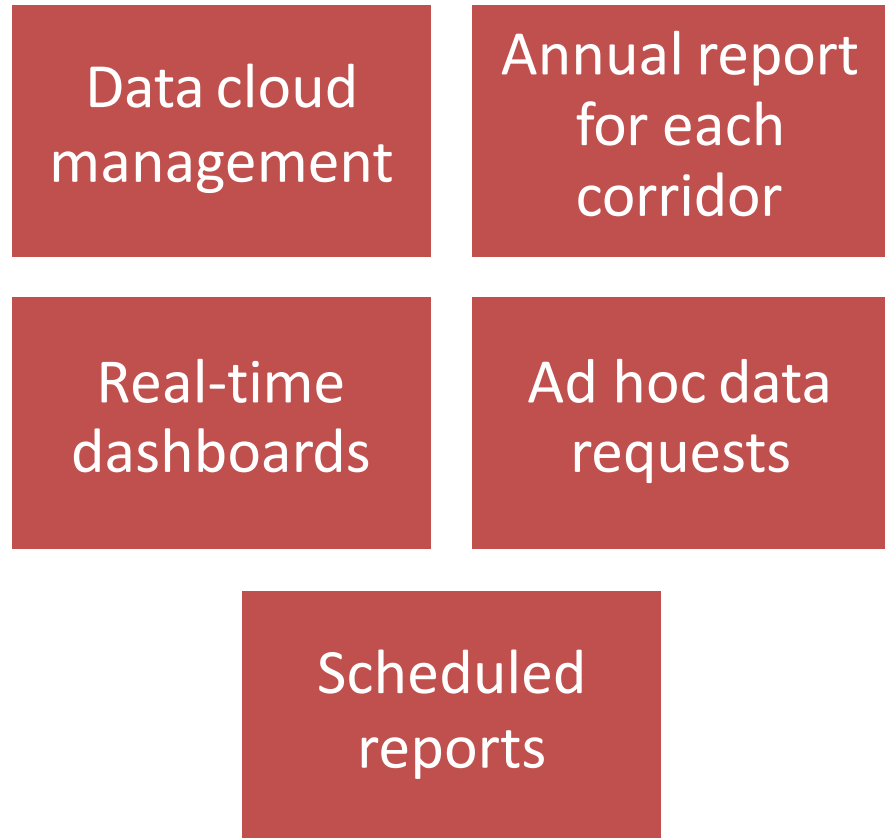 Data cloud
management
Annual report
for each
corridor
Real-time
dashboards
Ad hoc data
requests
Scheduled
reports